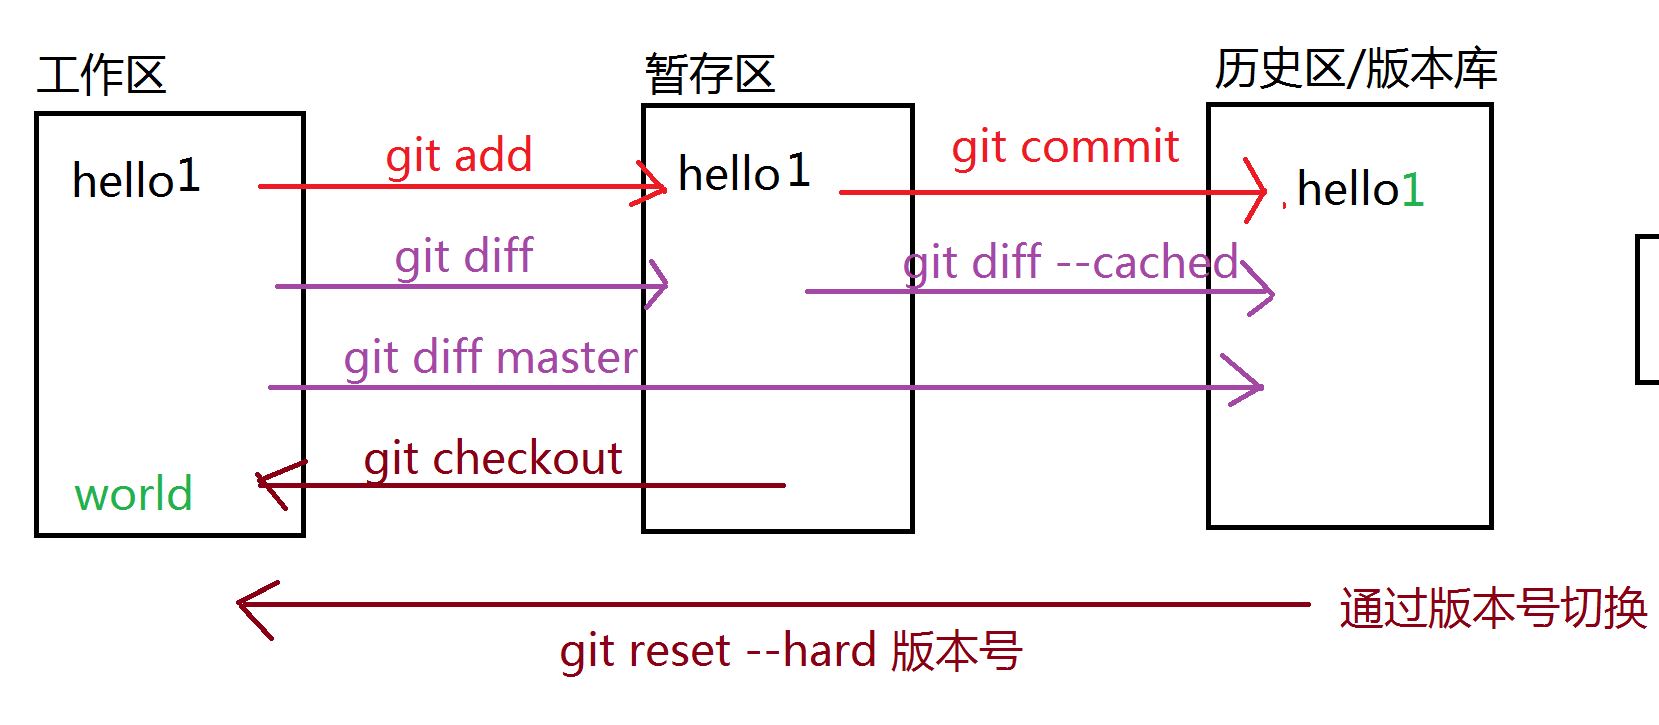 工作区
暂存区
历史区/版本库
hello1
git add
hello1
git commit
hello1
git diff
git diff --cached
git diff master
git checkout
world
通过版本号切换
git reset --hard 版本号